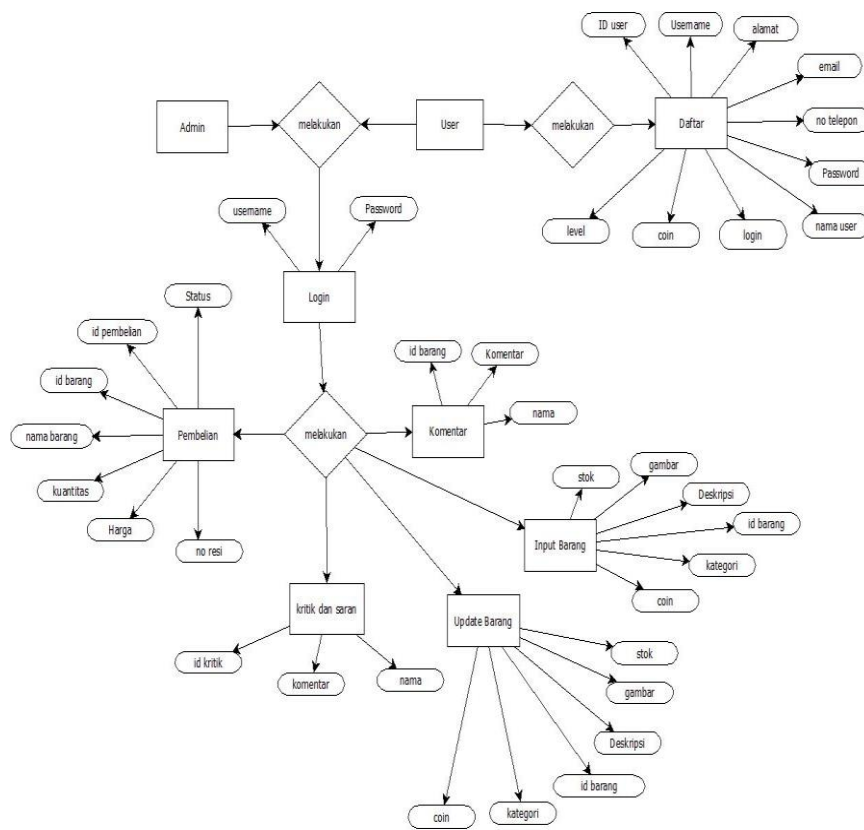 ID user
Username
alamat
email
Admin
melakukan
User
melakukan
Daftar
no telepon
Password
username
Password
level
coin
login
nama user
Login
Status
id pembelian
id barang
Komentar
id barang
nama barang
Pembelian
melakukan
Komentar
nama
kuantitas
stok
gambar
Deskripsi
Harga
no resi
Input Barang
id barang
kategori
coin
kritik dan saran
Update Barang
stok
id kritik
komentar
nama
gambar
Deskripsi
id barang
coin
kategori